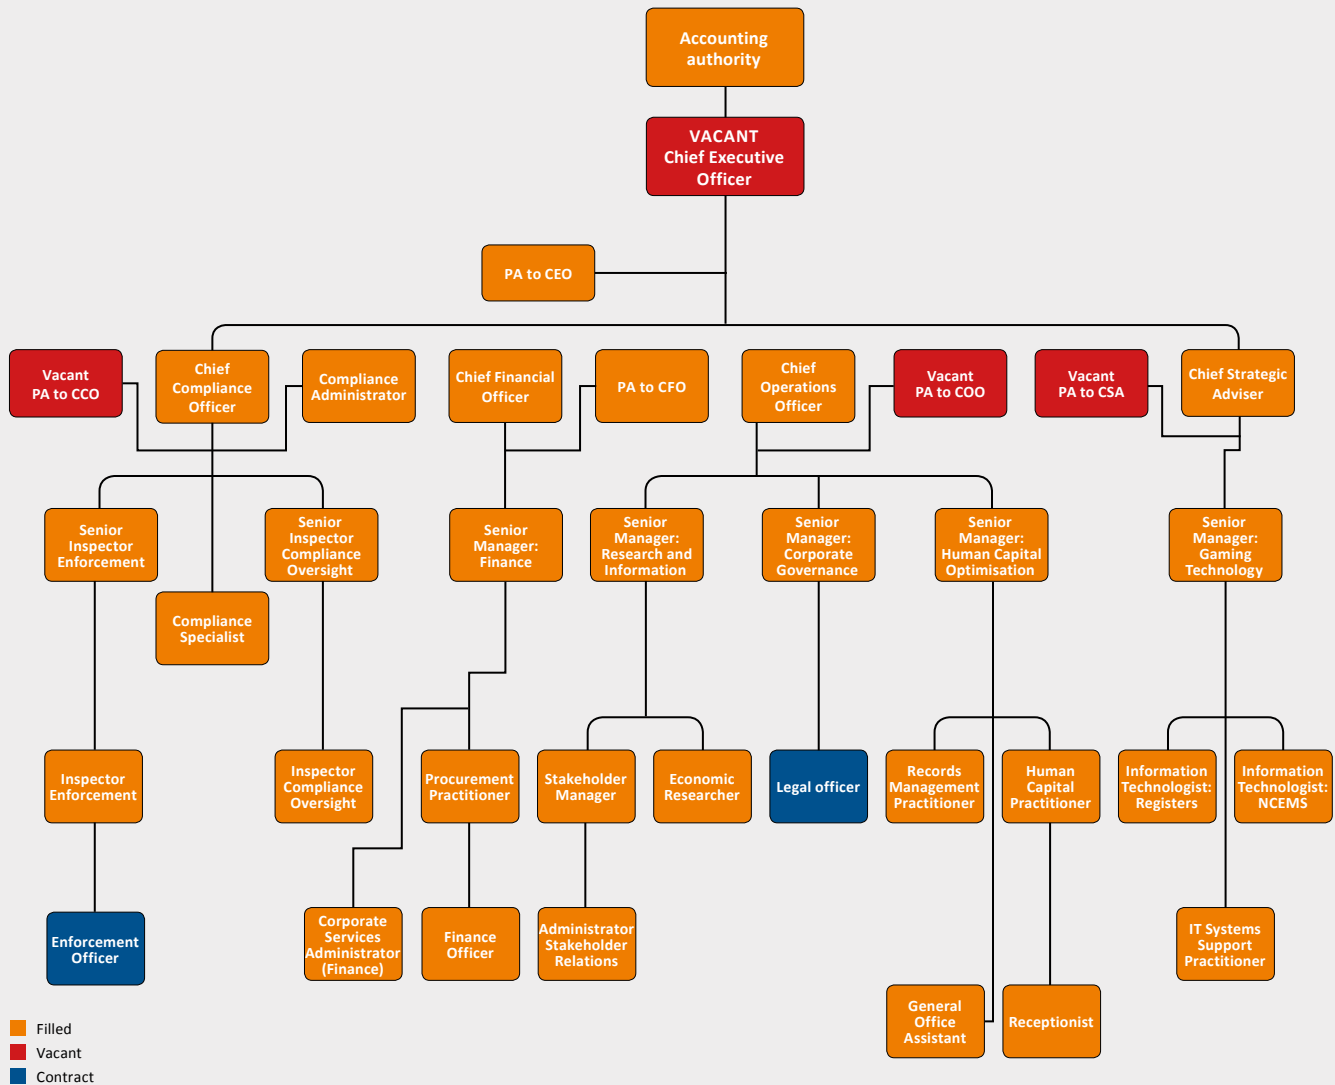 Accounting
authority
VACANT
Chief Executive
Officer
PA to CEO
Vacant
PA to CCO
Chief
Compliance
Officer
Compliance
Administrator
Chief Financial
Officer
PA to CFO
Chief
Operations
Officer
Vacant
PA to COO
Vacant
PA to CSA
Chief Strategic
Adviser
Senior
Inspector
Enforcement
Senior
Inspector
Compliance
Oversight
Senior
Manager:
Finance
Senior
Manager:
Research and
Information
Senior
Manager:
Corporate
Governance
Senior
Manager:
Human Capital
Optimisation
Senior
Manager:
Gaming
Technology
Compliance
Specialist
Inspector
Enforcement
Inspector
Compliance
Oversight
Procurement
Practitioner
Stakeholder
Manager
Economic
Researcher
Legal officer
Records
Management
Practitioner
Human
Capital
Practitioner
Information
Technologist:
Registers
Information
Technologist:
NCEMS
Enforcement
Officer
Corporate
Services
Administrator
(Finance)
Finance
Officer
Administrator
Stakeholder
Relations
IT Systems
Support
Practitioner
General
Office
Assistant
Receptionist
Filled
Vacant
Contract